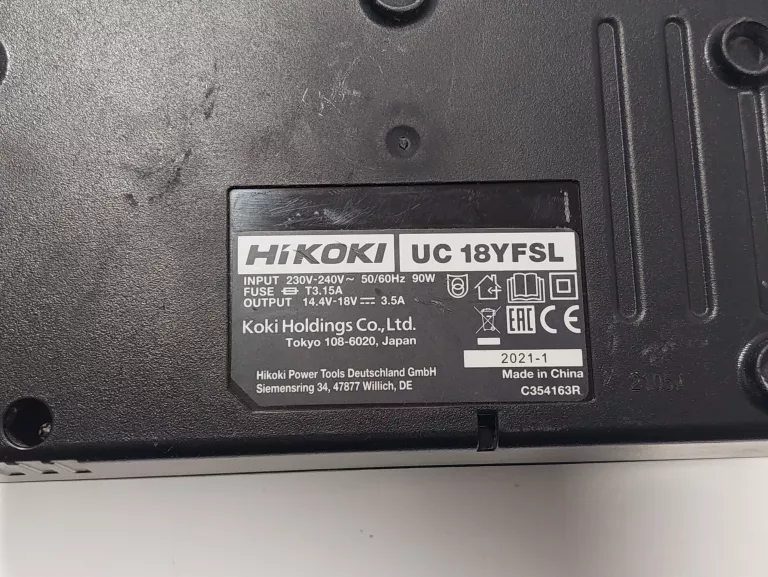 HiKOKI UC 18YFSL
INPUT 230V-240V~ 50/60Hz 90W
FUSE T3.15A
OUTPUT 14.4V-18V⎓ 3.5A
Koki Holdings Co., Ltd.
Tokyo 108-6020, Japan
EAC CE
2021-1
Hikoki Power Tools Deutschland GmbH
Siemensring 34, 47877 Willich, DE
Made in China
C354163R